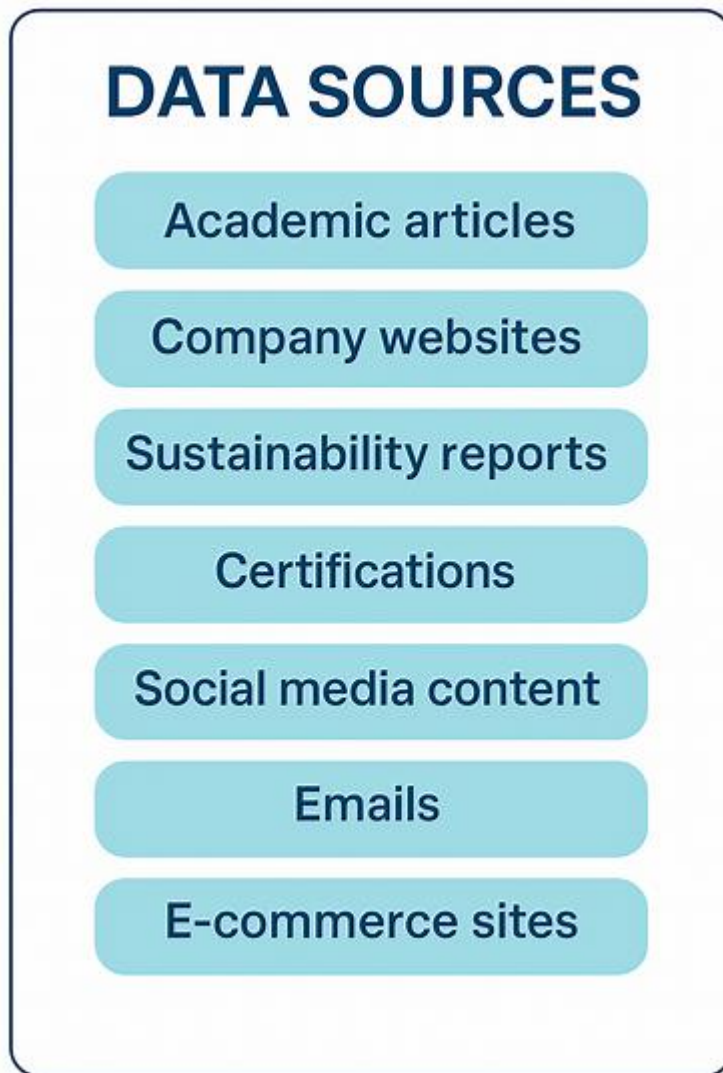 DATA SOURCES
Academic articles
Company websites
Sustainability reports
Certifications
Social media content
Emails
E-commerce sites